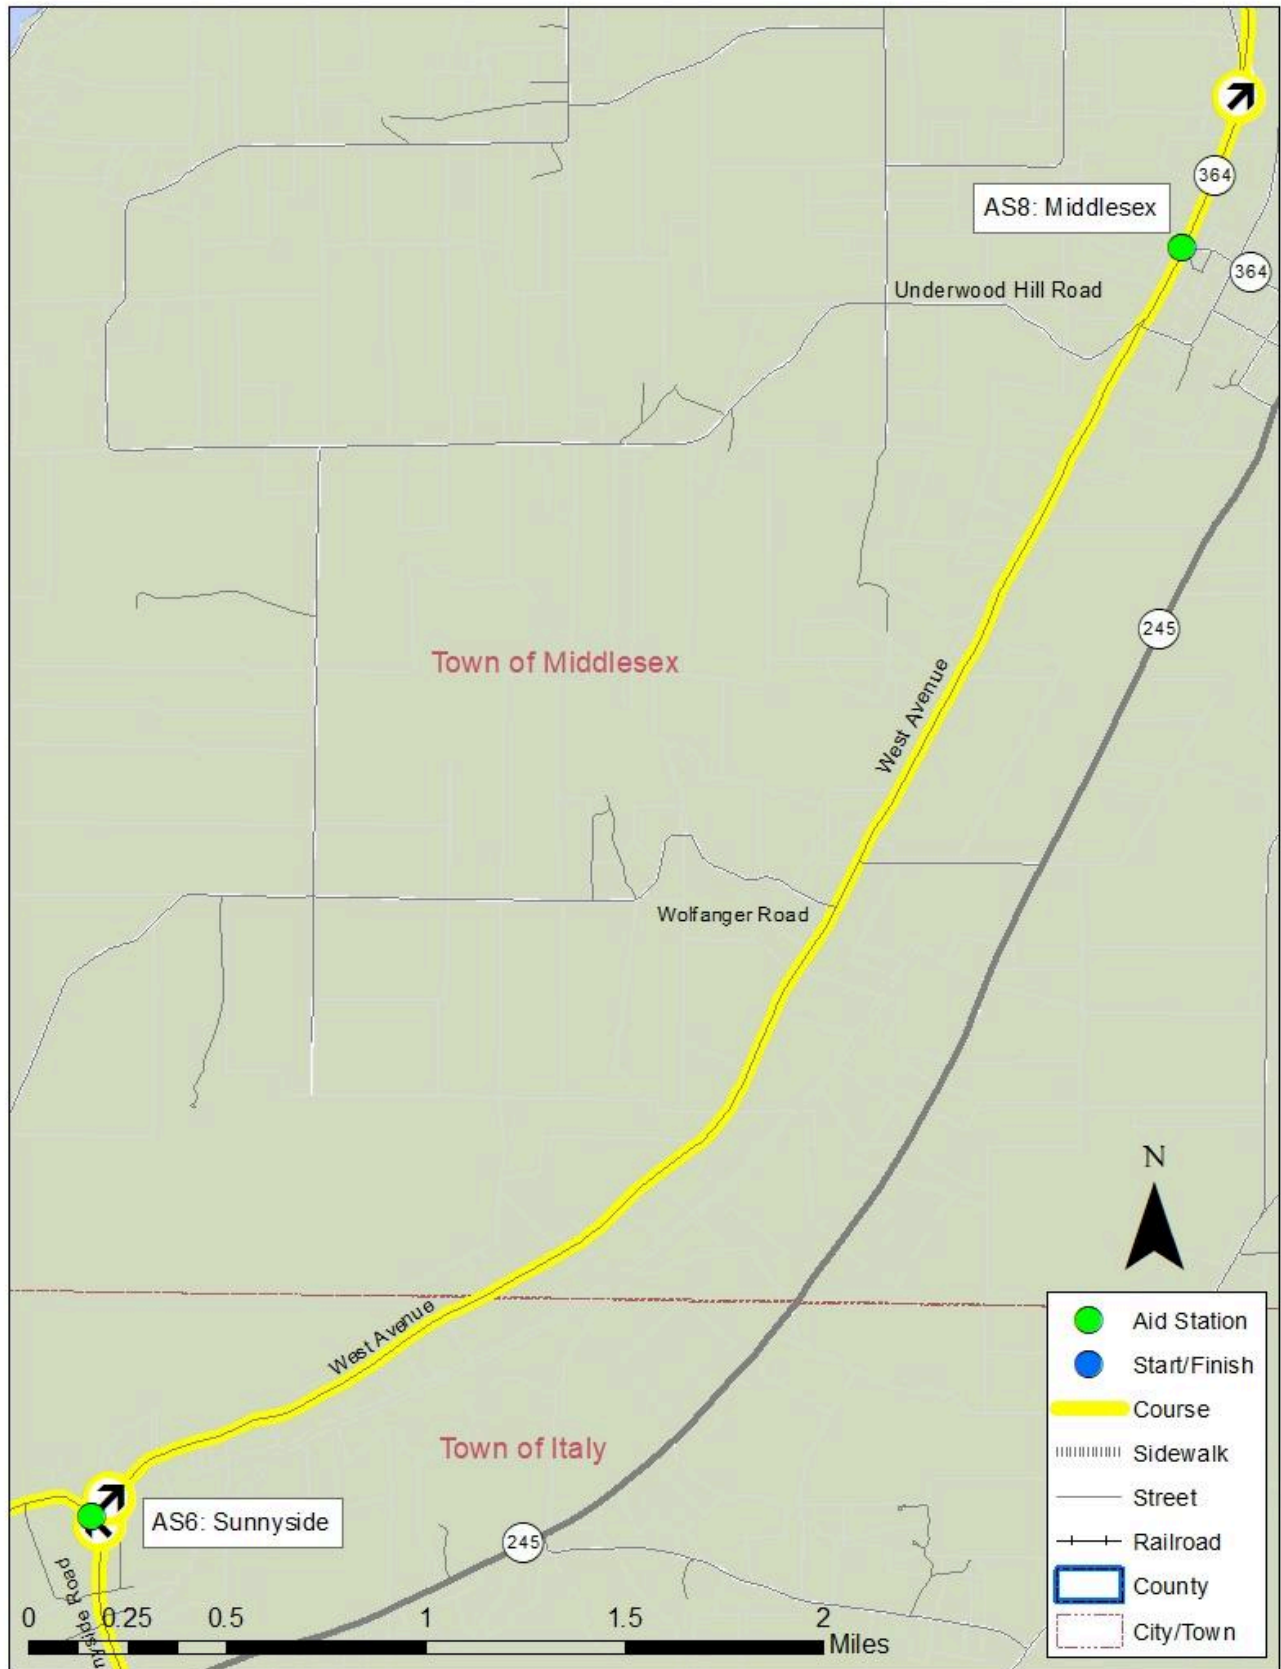 364
AS8: Middlesex
364
Underwood Hill Road
245
Town of Middlesex
West Avenue
Wolfanger Road
N
West Avenue
Town of Italy
AS6: Sunnyside
245
nyside Road
0 0.25 0.5 1 1.5 2
Miles
Aid Station
Start/Finish
Course
Sidewalk
Street
Railroad
County
City/Town